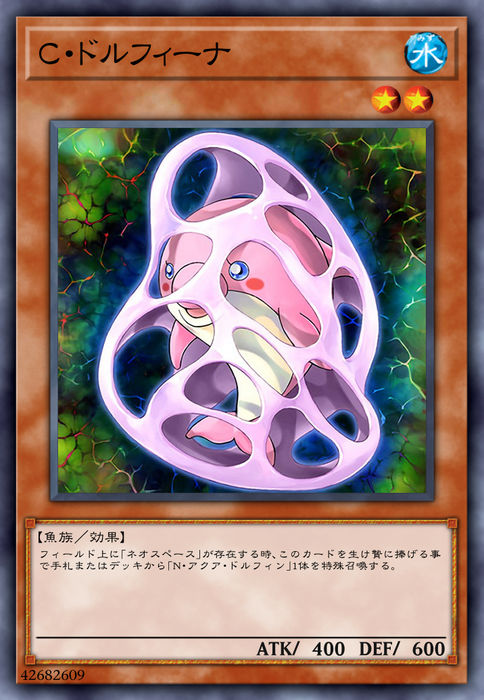 C・ドルフィーナ
みず
水
【魚族／効果】
フィールド上に「ネオスペース」が存在する時、このカードを生け贄に捧げる事
で手札またはデッキから「N・アクア・ドルフィン」1体を特殊召喚する。
ATK/ 400 DEF/ 600
42682609